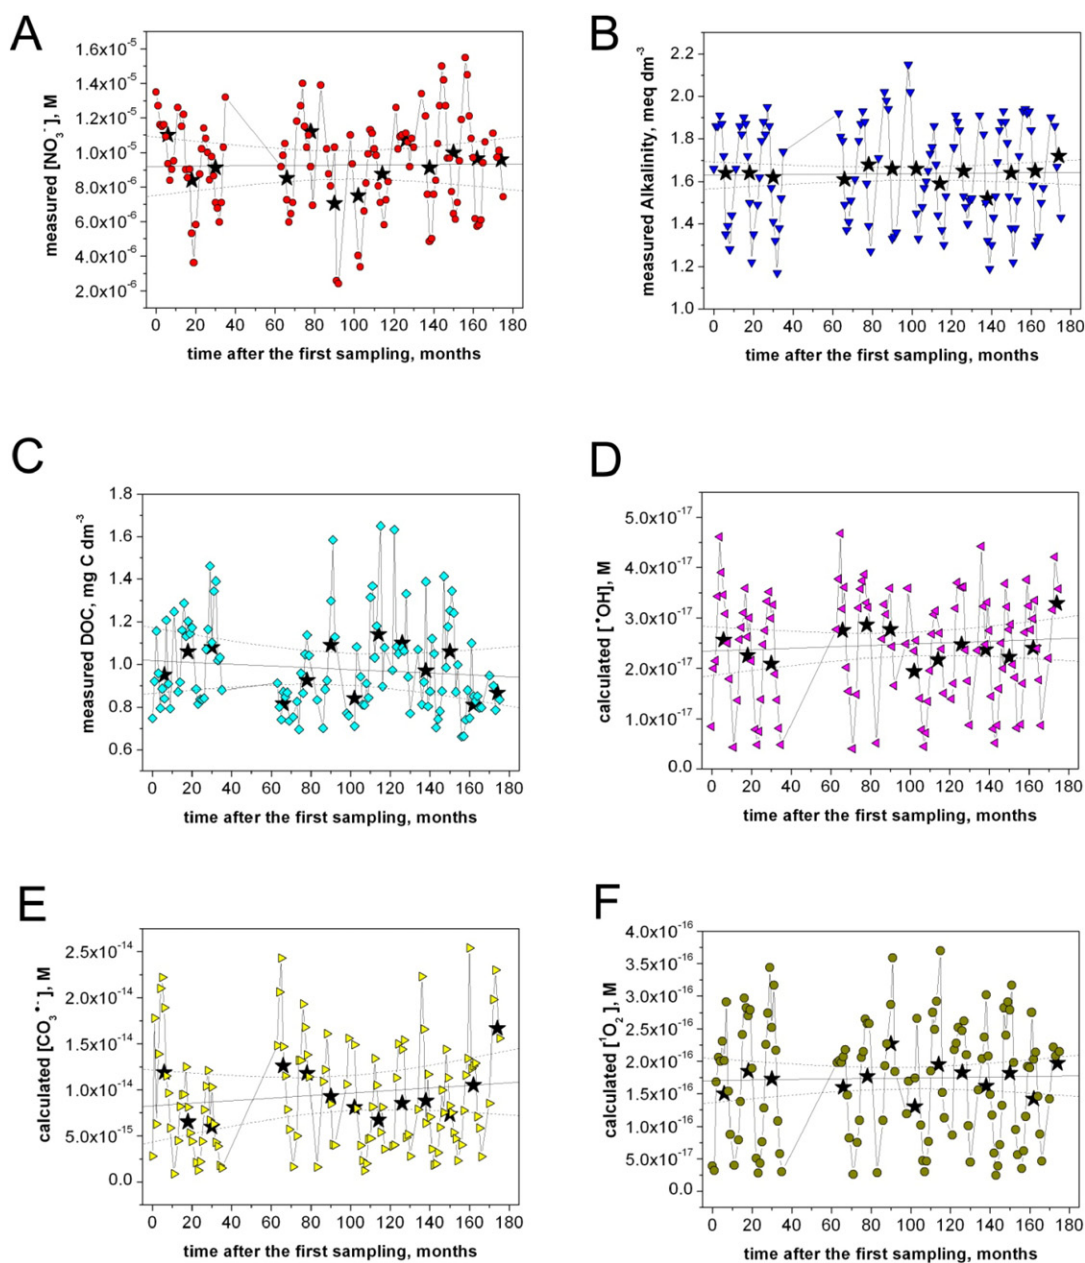 A
measured [NO₃⁻], M
1.6x10⁻⁵
1.4x10⁻⁵
1.2x10⁻⁵
1.0x10⁻⁵
8.0x10⁻⁶
6.0x10⁻⁶
4.0x10⁻⁶
2.0x10⁻⁶
0 20 40 60 80 100 120 140 160 180
time after the first sampling, months
B
measured Alkalinity, meq dm⁻³
2.2
2.0
1.8
1.6
1.4
1.2
1.0
0 20 40 60 80 100 120 140 160 180
time after the first sampling, months
C
measured DOC, mg C dm⁻³
1.8
1.6
1.4
1.2
1.0
0.8
0.6
0 20 40 60 80 100 120 140 160 180
time after the first sampling, months
D
calculated [•OH], M
5.0x10⁻¹⁷
4.0x10⁻¹⁷
3.0x10⁻¹⁷
2.0x10⁻¹⁷
1.0x10⁻¹⁷
0.0
0 20 40 60 80 100 120 140 160 180
time after the first sampling, months
E
calculated [CO₃•⁻], M
2.5x10⁻¹⁴
2.0x10⁻¹⁴
1.5x10⁻¹⁴
1.0x10⁻¹⁴
5.0x10⁻¹⁵
0.0
0 20 40 60 80 100 120 140 160 180
time after the first sampling, months
F
calculated [¹O₂], M
4.0x10⁻¹⁶
3.5x10⁻¹⁶
3.0x10⁻¹⁶
2.5x10⁻¹⁶
2.0x10⁻¹⁶
1.5x10⁻¹⁶
1.0x10⁻¹⁶
5.0x10⁻¹⁷
0.0
0 20 40 60 80 100 120 140 160 180
time after the first sampling, months